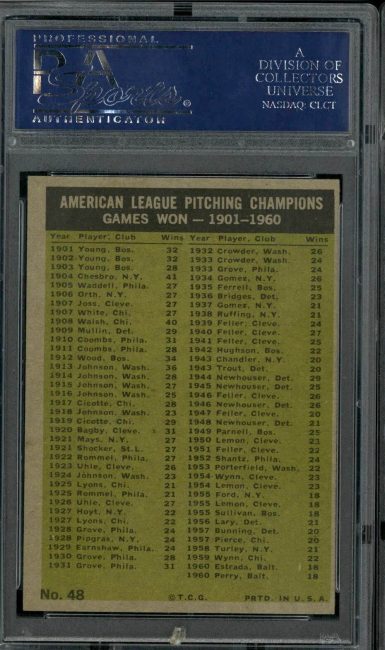 PROFESSIONAL
PSA
Sports
®
AUTHENTICATOR
A
DIVISION OF
COLLECTORS
UNIVERSE
NASDAQ: CLCT
AMERICAN LEAGUE PITCHING CHAMPIONS
GAMES WON — 1901-1960
Year Player, Club Wins
1901 Young, Bos. 32
1902 Young, Bos. 32
1903 Young, Bos. 28
1904 Chesbro, N.Y. 41
1905 Waddell, Phila. 27
1906 Orth, N.Y. 27
1907 Joss, Cleve. 27
1907 White, Chi. 27
1908 Walsh, Chi. 40
1909 Mullin, Det. 29
1910 Coombs, Phila. 31
1911 Coombs, Phila. 28
1912 Wood, Bos. 34
1913 Johnson, Wash. 36
1914 Johnson, Wash. 28
1915 Johnson, Wash. 27
1916 Johnson, Wash. 25
1917 Cicotte, Chi. 28
1918 Johnson, Wash. 23
1919 Cicotte, Chi. 29
1920 Bagby, Cleve. 31
1921 Mays, N.Y. 27
1921 Shocker, St.L. 27
1922 Rommel, Phila. 27
1923 Uhle, Cleve. 26
1924 Johnson, Wash. 23
1925 Lyons, Chi. 21
1925 Rommel, Phila. 21
1926 Uhle, Cleve. 27
1927 Hoyt, N.Y. 22
1927 Lyons, Chi. 22
1928 Grove, Phila. 24
1928 Pipgras, N.Y. 24
1929 Earnshaw, Phila. 24
1930 Grove, Phila. 28
1931 Grove, Phila. 31
Year Player, Club Wins
1932 Crowder, Wash. 26
1933 Crowder, Wash. 24
1933 Grove, Phila. 24
1934 Gomez, N.Y. 26
1935 Ferrell, Bos. 25
1936 Bridges, Det. 23
1937 Gomez, N.Y. 21
1938 Ruffing, N.Y. 21
1939 Feller, Cleve. 24
1940 Feller, Cleve. 27
1941 Feller, Cleve. 25
1942 Hughson, Bos. 22
1943 Chandler, N.Y. 20
1943 Trout, Det. 20
1944 Newhouser, Det. 29
1945 Newhouser, Det. 25
1946 Feller, Cleve. 26
1946 Newhouser, Det. 26
1947 Feller, Cleve. 20
1948 Newhouser, Det. 21
1949 Parnell, Bos. 25
1950 Lemon, Cleve. 23
1951 Feller, Cleve. 22
1952 Shantz, Phila. 24
1953 Porterfield, Wash. 22
1954 Wynn, Cleve. 23
1954 Lemon, Cleve. 23
1955 Ford, N.Y. 18
1955 Lemon, Cleve. 18
1955 Sullivan, Bos. 18
1956 Lary, Det. 21
1957 Bunning, Det. 20
1957 Pierce, Chi. 20
1958 Turley, N.Y. 21
1959 Wynn, Chi. 22
1960 Estrada, Balt. 18
1960 Perry, Balt. 18
No. 48
© T.C.G. PRTD. IN U.S.A.